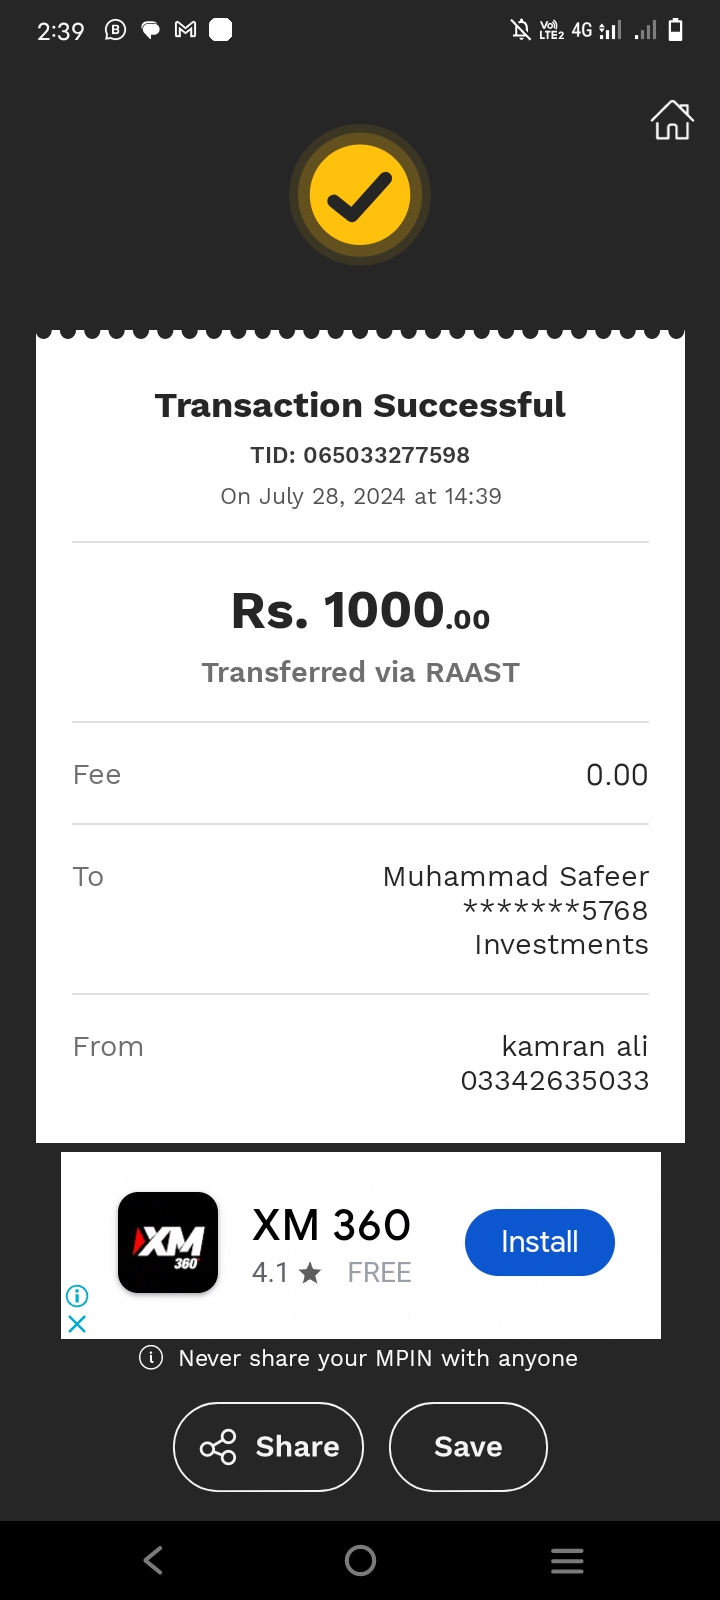 2:39
Vo) LTE2 4G
Transaction Successful
TID: 065033277598
On July 28, 2024 at 14:39
Rs. 1000.00
Transferred via RAAST
Fee 0.00
To Muhammad Safeer
*******5768
Investments
From kamran ali
03342635033
XM 360
XM 360
4.1 ★ FREE
Install
Never share your MPIN with anyone
Share Save